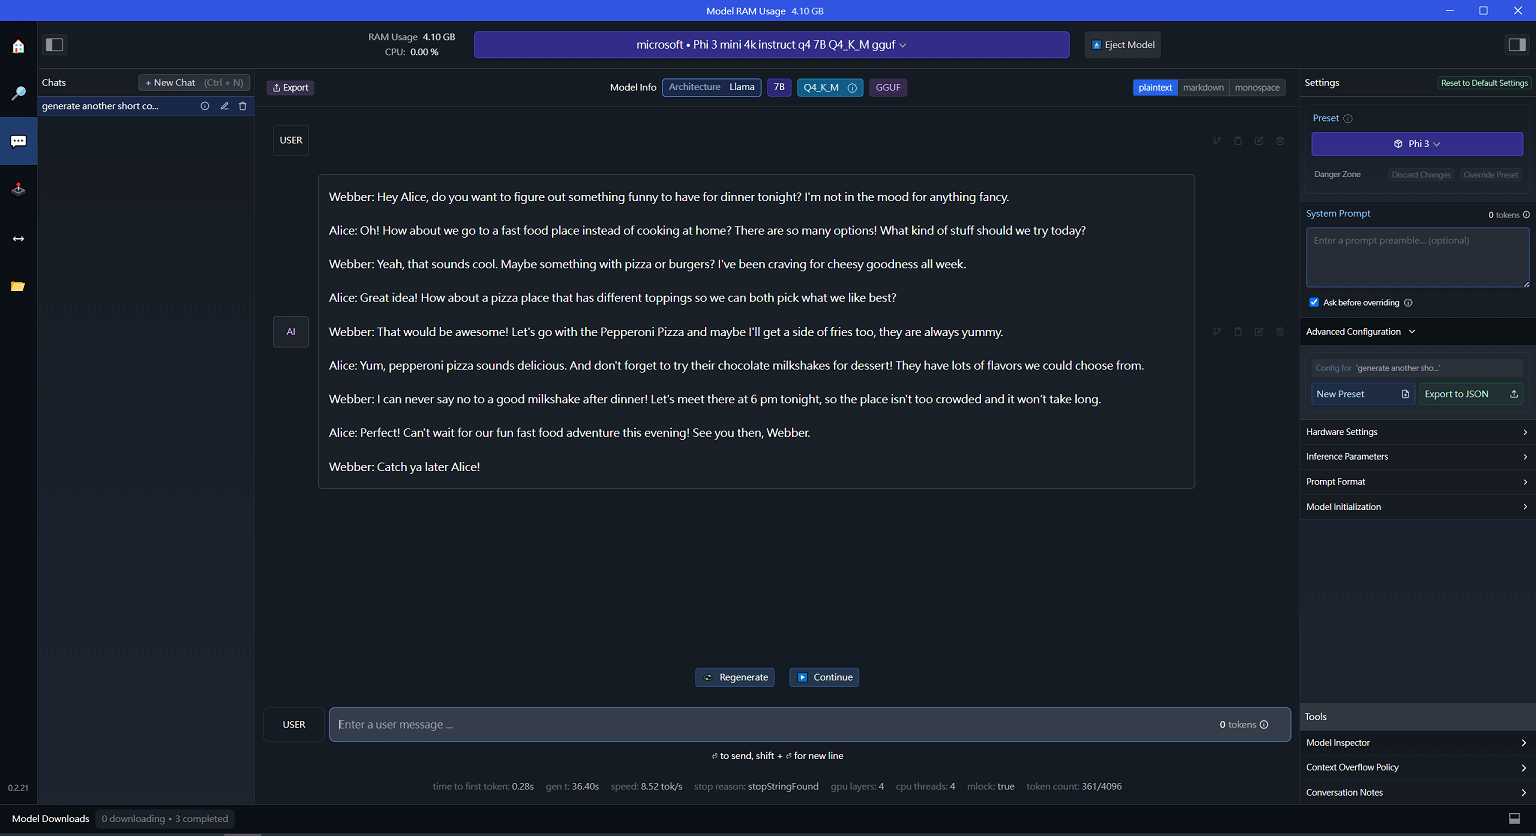 Model RAM Usage 4.10 GB
RAM Usage 4.10 GB
CPU: 0.00 %
microsoft • Phi 3 mini 4k instruct q4 7B Q4_K_M gguf
Eject Model
Chats
+ New Chat (Ctrl + N)
generate another short co...
Export
Model Info Architecture Llama 7B Q4_K_M GGUF
plaintext markdown monospace
USER
AI
Webber: Hey Alice, do you want to figure out something funny to have for dinner tonight? I'm not in the mood for anything fancy.
Alice: Oh! How about we go to a fast food place instead of cooking at home? There are so many options! What kind of stuff should we try today?
Webber: Yeah, that sounds cool. Maybe something with pizza or burgers? I've been craving for cheesy goodness all week.
Alice: Great idea! How about a pizza place that has different toppings so we can both pick what we like best?
Webber: That would be awesome! Let's go with the Pepperoni Pizza and maybe I'll get a side of fries too, they are always yummy.
Alice: Yum, pepperoni pizza sounds delicious. And don't forget to try their chocolate milkshakes for dessert! They have lots of flavors we could choose from.
Webber: I can never say no to a good milkshake after dinner! Let's meet there at 6 pm tonight, so the place isn't too crowded and it won’t take long.
Alice: Perfect! Can't wait for our fun fast food adventure this evening! See you then, Webber.
Webber: Catch ya later Alice!
Regenerate
Continue
USER
Enter a user message ...
0 tokens
⏎ to send, shift + ⏎ for new line
time to first token: 0.28s gen t: 36.40s speed: 8.52 tok/s stop reason: stopStringFound gpu layers: 4 cpu threads: 4 mlock: true token count: 361/4096
Settings
Reset to Default Settings
Preset
Phi 3
Danger Zone Discard Changes Override Preset
System Prompt 0 tokens
Enter a prompt preamble... (optional)
Ask before overriding
Advanced Configuration
Config for 'generate another sho...'
New Preset
Export to JSON
Hardware Settings
Inference Parameters
Prompt Format
Model Initialization
Tools
Model Inspector
Context Overflow Policy
Conversation Notes
0.2.21
Model Downloads 0 downloading • 3 completed